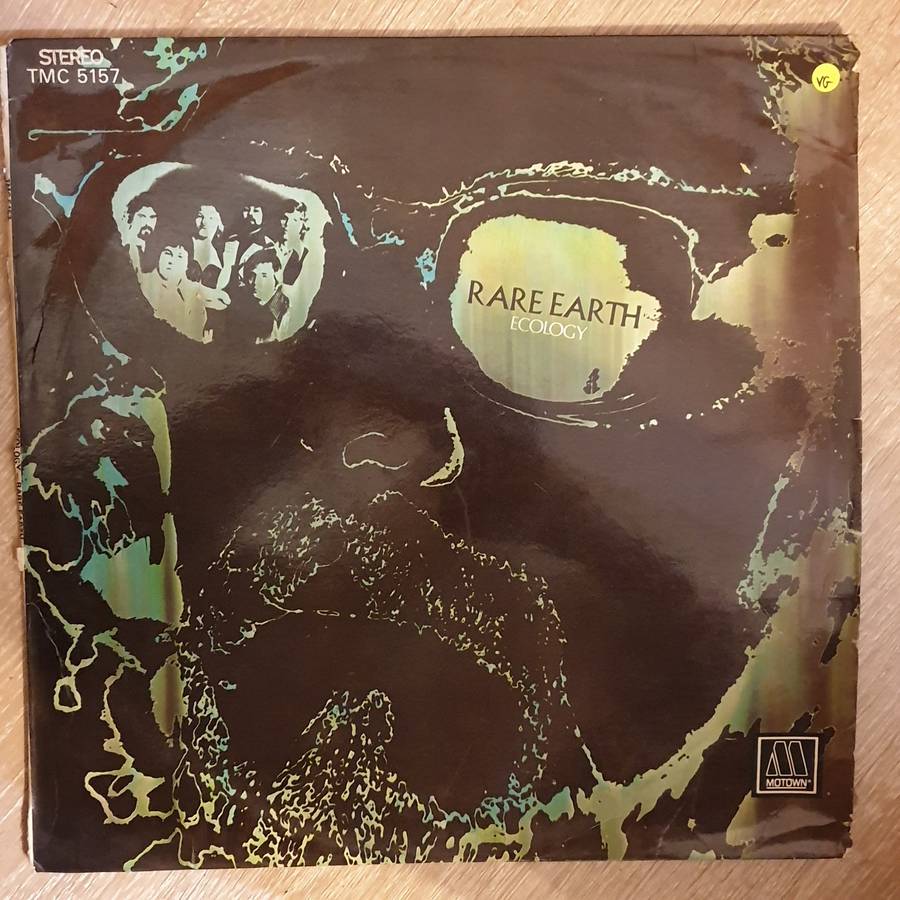 STEREO
TMC 5157
VG
RARE EARTH
ECOLOGY
MOTOWN®